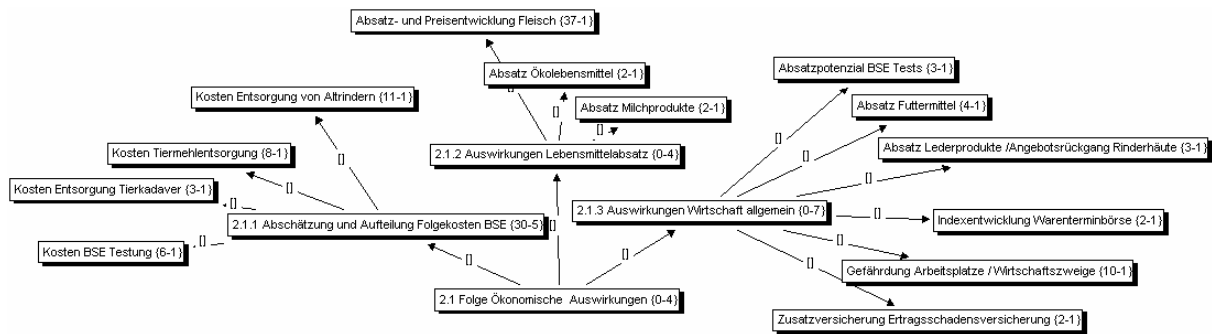 Absatz- und Preisentwicklung Fleisch {37-1}
Absatz Ökolebensmittel {2-1}
Absatzpotenzial BSE Tests {3-1}
[]
Kosten Entsorgung von Altrindern {11-1}
Absatz Milchprodukte {2-1}
Absatz Futtermittel {4-1}
[]
[]
[]
[]
Kosten Tiermehlentsorgung {8-1}
2.1.2 Auswirkungen Lebensmittelabsatz {0-4}
Absatz Lederprodukte /Angebotsrückgang Rinderhäute {3-1}
[]
[]
[]
[]
Kosten Entsorgung Tierkadaver {3-1}
[]
2.1.1 Abschätzung und Aufteilung Folgekosten BSE {30-5}
2.1.3 Auswirkungen Wirtschaft allgemein {0-7}
[]
Indexentwicklung Warenterminbörse {2-1}
[]
[]
Kosten BSE Testung {6-1}
[]
[]
[]
[]
Gefährdung Arbeitsplatze / Wirtschaftszweige {10-1}
2.1 Folge Ökonomische Auswirkungen {0-4}
Zusatzversicherung Ertragsschadensversicherung {2-1}